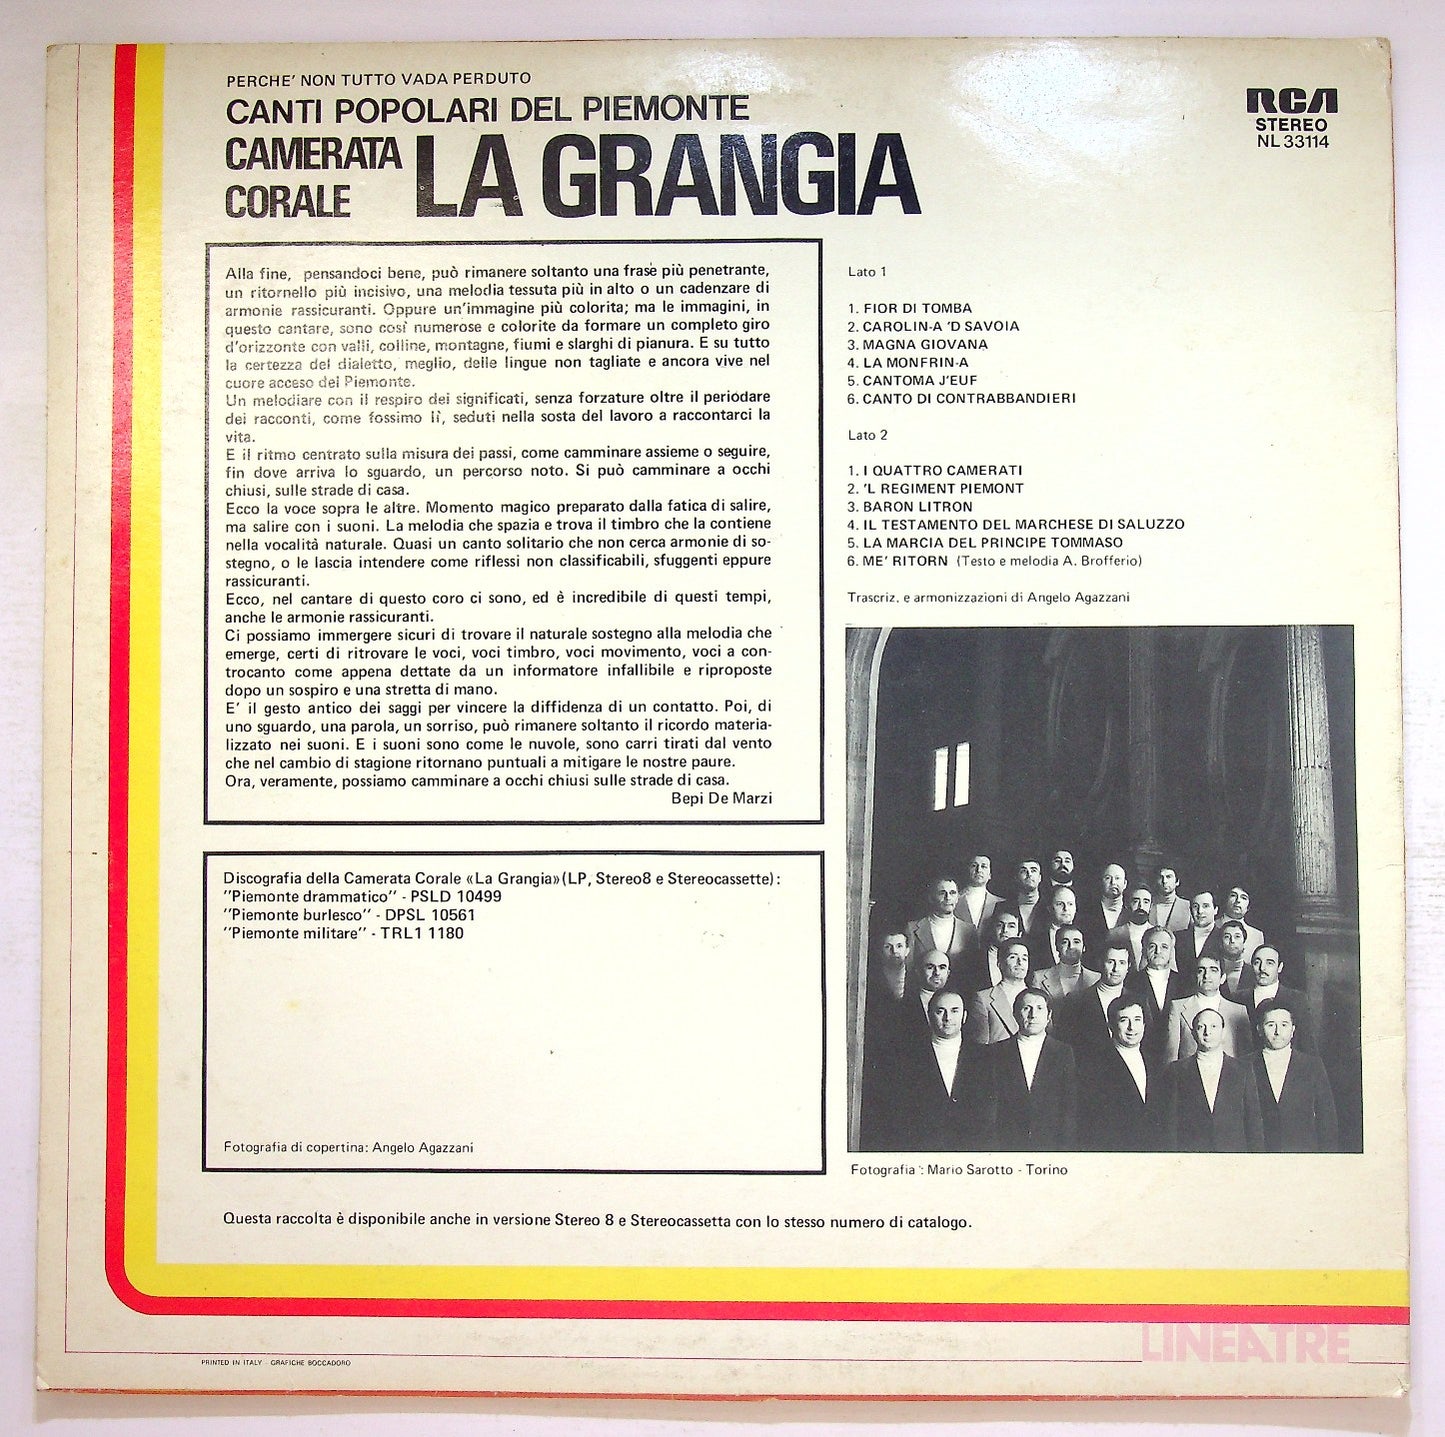 PERCHE' NON TUTTO VADA PERDUTO
CANTI POPOLARI DEL PIEMONTE
CAMERATA CORALE LA GRANGIA
RCA
STEREO
NL 33114
Alla fine, pensandoci bene, può rimanere soltanto una frase più penetrante,
un ritornello più incisivo, una melodia tessuta più in alto o un cadenzare di
armonie rassicuranti. Oppure un'immagine più colorita; ma le immagini, in
questo cantare, sono così numerose e colorite da formare un completo giro
d'orizzonte con valli, colline, montagne, fiumi e slarghi di pianura. E su tutto
la certezza del dialetto, meglio, delle lingue non tagliate e ancora vive nel
cuore acceso del Piemonte.
Un melodiare con il respiro dei significati, senza forzature oltre il periodare
dei racconti, come fossimo lì, seduti nella sosta del lavoro a raccontarci la
vita.
E il ritmo centrato sulla misura dei passi, come camminare assieme o seguire,
fin dove arriva lo sguardo, un percorso noto. Si può camminare a occhi
chiusi, sulle strade di casa.
Ecco la voce sopra le altre. Momento magico preparato dalla fatica di salire,
ma salire con i suoni. La melodia che spazia e trova il timbro che la contiene
nella vocalità naturale. Quasi un canto solitario che non cerca armonie di so-
stegno, o le lascia intendere come riflessi non classificabili, sfuggenti eppure
rassicuranti.
Ecco, nel cantare di questo coro ci sono, ed è incredibile di questi tempi,
anche le armonie rassicuranti.
Ci possiamo immergere sicuri di trovare il naturale sostegno alla melodia che
emerge, certi di ritrovare le voci, voci timbro, voci movimento, voci a con-
trocanto come appena dettate da un informatore infallibile e riproposte
dopo un sospiro e una stretta di mano.
E' il gesto antico dei saggi per vincere la diffidenza di un contatto. Poi, di
uno sguardo, una parola, un sorriso, può rimanere soltanto il ricordo materia-
lizzato nei suoni. E i suoni sono come le nuvole, sono carri tirati dal vento
che nel cambio di stagione ritornano puntuali a mitigare le nostre paure.
Ora, veramente, possiamo camminare a occhi chiusi sulle strade di casa.
Bepi De Marzi
Lato 1
1. FIOR DI TOMBA
2. CAROLIN-A 'D SAVOIA
3. MAGNA GIOVANA
4. LA MONFRIN-A
5. CANTOMA J'EUF
6. CANTO DI CONTRABBANDIERI
Lato 2
1. I QUATTRO CAMERATI
2. 'L REGIMENT PIEMONT
3. BARON LITRON
4. IL TESTAMENTO DEL MARCHESE DI SALUZZO
5. LA MARCIA DEL PRINCIPE TOMMASO
6. ME' RITORN (Testo e melodia A. Brofferio)
Trascriz. e armonizzazioni di Angelo Agazzani
Discografia della Camerata Corale «La Grangia» (LP, Stereo8 e Stereocassette):
"Piemonte drammatico" - PSLD 10499
"Piemonte burlesco" - DPSL 10561
"Piemonte militare" - TRL1 1180
Fotografia di copertina: Angelo Agazzani
Fotografia : Mario Sarotto - Torino
Questa raccolta è disponibile anche in versione Stereo 8 e Stereocassetta con lo stesso numero di catalogo.
LINEATRE
PRINTED IN ITALY - GRAFICHE BOCCADORO